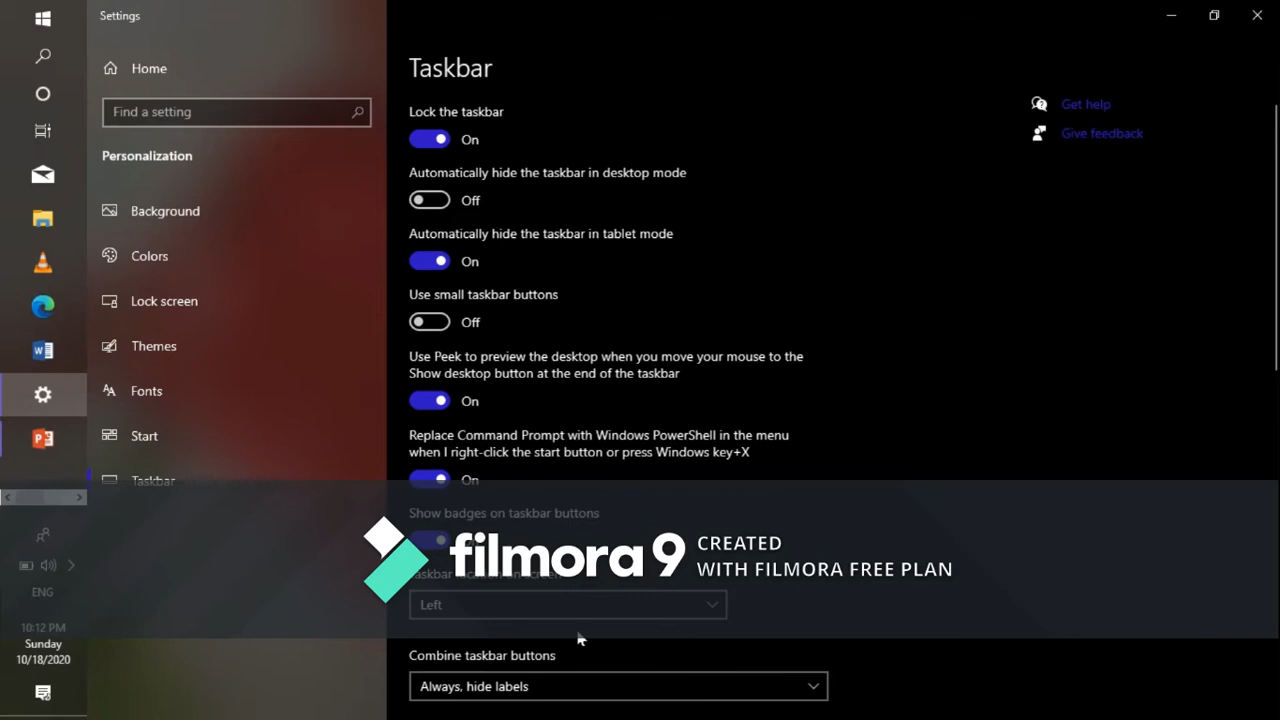 Settings
Home
Find a setting
Personalization
Background
Colors
Lock screen
Themes
Fonts
Start
Taskbar
ENG
10:12 PM
Sunday
10/18/2020
Taskbar
Lock the taskbar
On
Automatically hide the taskbar in desktop mode
Off
Automatically hide the taskbar in tablet mode
On
Use small taskbar buttons
Off
Use Peek to preview the desktop when you move your mouse to the
Show desktop button at the end of the taskbar
On
Replace Command Prompt with Windows PowerShell in the menu
when I right-click the start button or press Windows key+X
On
Show badges on taskbar buttons
filmora 9
CREATED
WITH FILMORA FREE PLAN
Left
Combine taskbar buttons
Always, hide labels
Get help
Give feedback